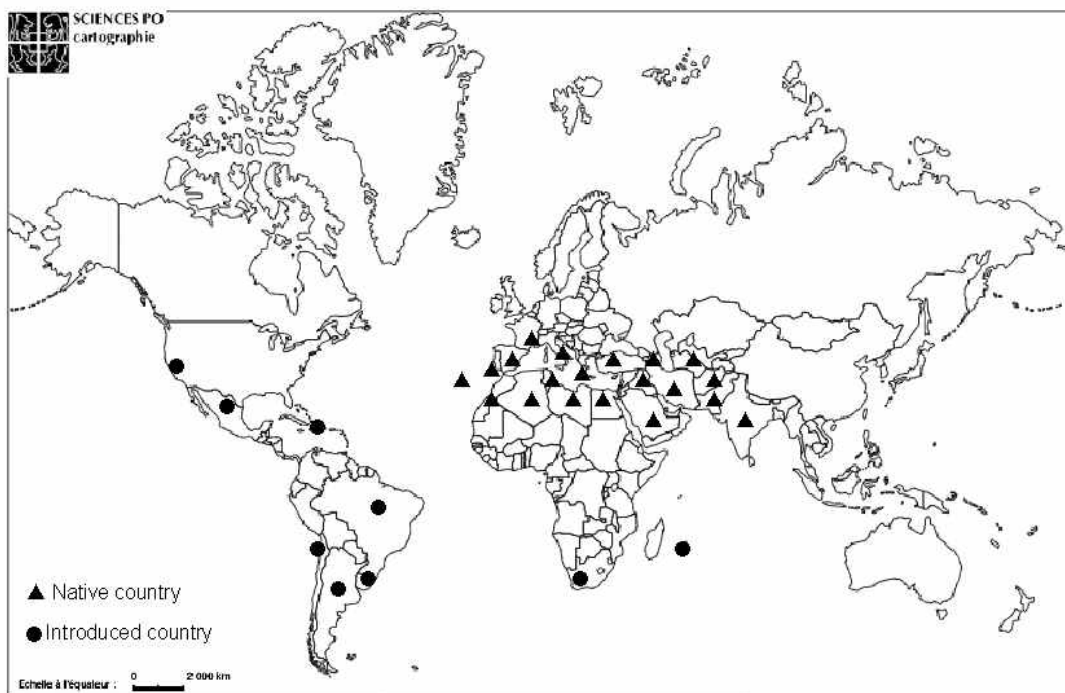 SCIENCES PO
cartographie
Native country
Introduced country
Echelle à l'équateur : 0 2 000 km